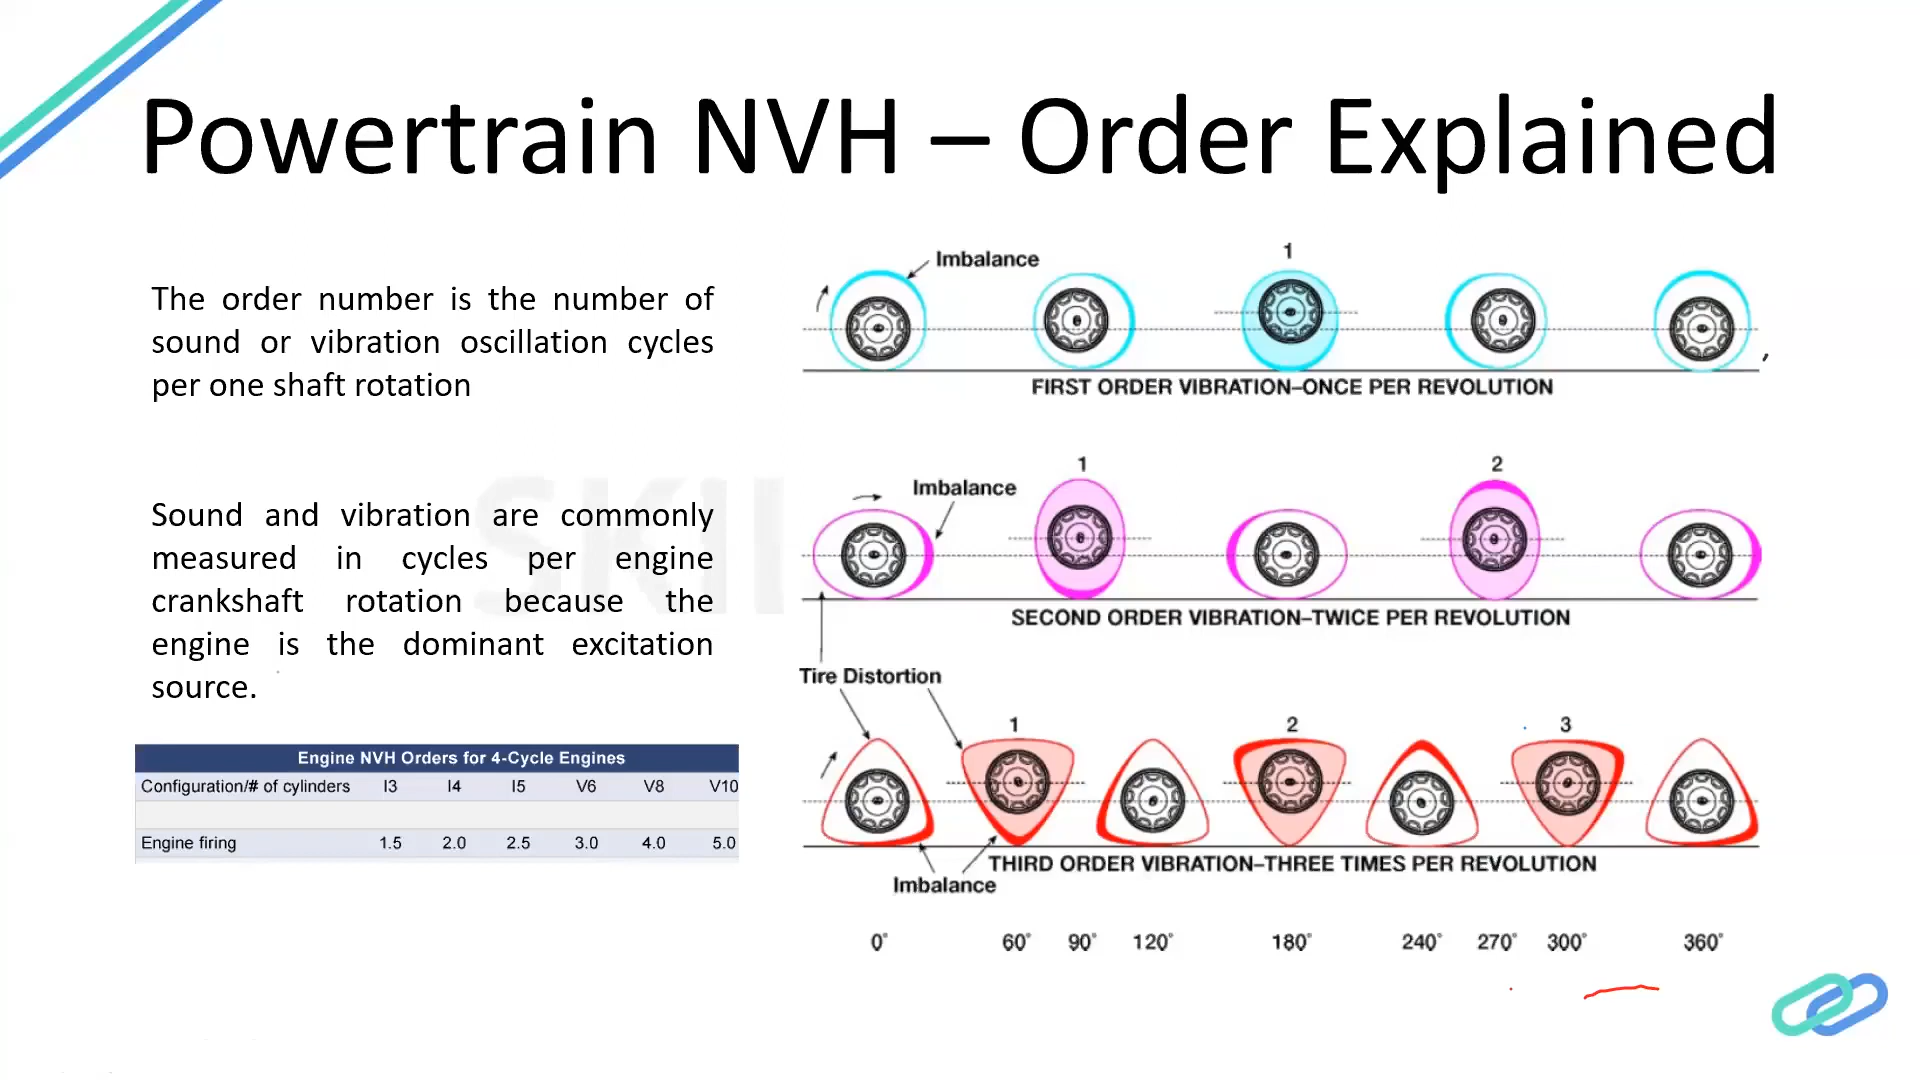 Powertrain NVH – Order Explained
The order number is the number of
sound or vibration oscillation cycles
per one shaft rotation
Sound and vibration are commonly
measured in cycles per engine
crankshaft rotation because the
engine is the dominant excitation
source.
Engine NVH Orders for 4-Cycle Engines
Configuration/# of cylinders I3 I4 I5 V6 V8 V10
Engine firing 1.5 2.0 2.5 3.0 4.0 5.0
Imbalance
1
FIRST ORDER VIBRATION–ONCE PER REVOLUTION
1 2
Imbalance
SECOND ORDER VIBRATION–TWICE PER REVOLUTION
Tire Distortion
1 2 3
THIRD ORDER VIBRATION–THREE TIMES PER REVOLUTION
Imbalance
0° 60° 90° 120° 180° 240° 270° 300° 360°